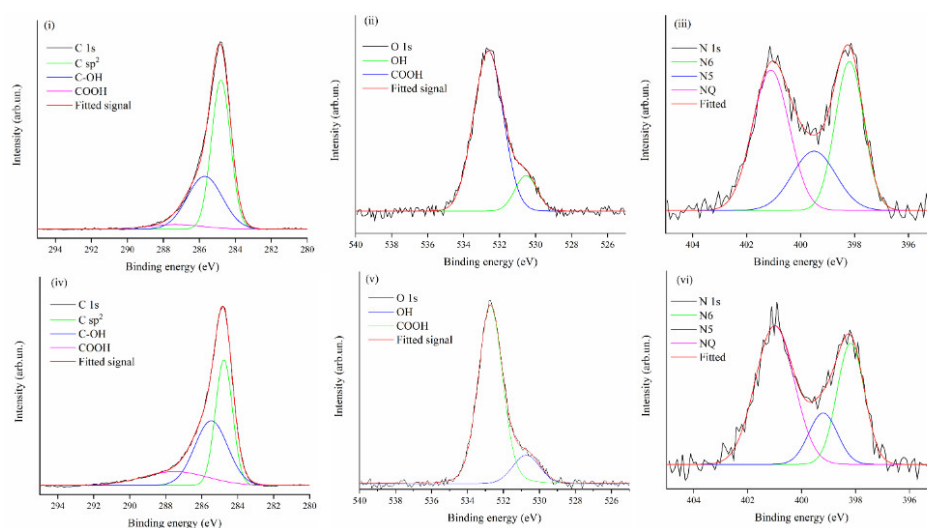 (i)
C 1s
C sp²
C-OH
COOH
Fitted signal
Intensity (arb.un.)
294 292 290 288 286 284 282 280
Binding energy (eV)
(ii)
O 1s
OH
COOH
Fitted signal
Intensity (arb.un.)
540 538 536 534 532 530 528 526
Binding energy (eV)
(iii)
N 1s
N6
N5
NQ
Fitted
Intensity (arb.un.)
404 402 400 398 396
Binding energy (eV)
(iv)
C 1s
C sp²
C-OH
COOH
Fitted signal
Intensity (arb.un.)
294 292 290 288 286 284 282 280
Binding energy (eV)
(v)
O 1s
OH
COOH
Fitted signal
Intensity (arb.un.)
540 538 536 534 532 530 528 526
Binding energy (eV)
(vi)
N 1s
N6
N5
NQ
Fitted
Intensity (arb.un.)
404 402 400 398 396
Binding energy (eV)